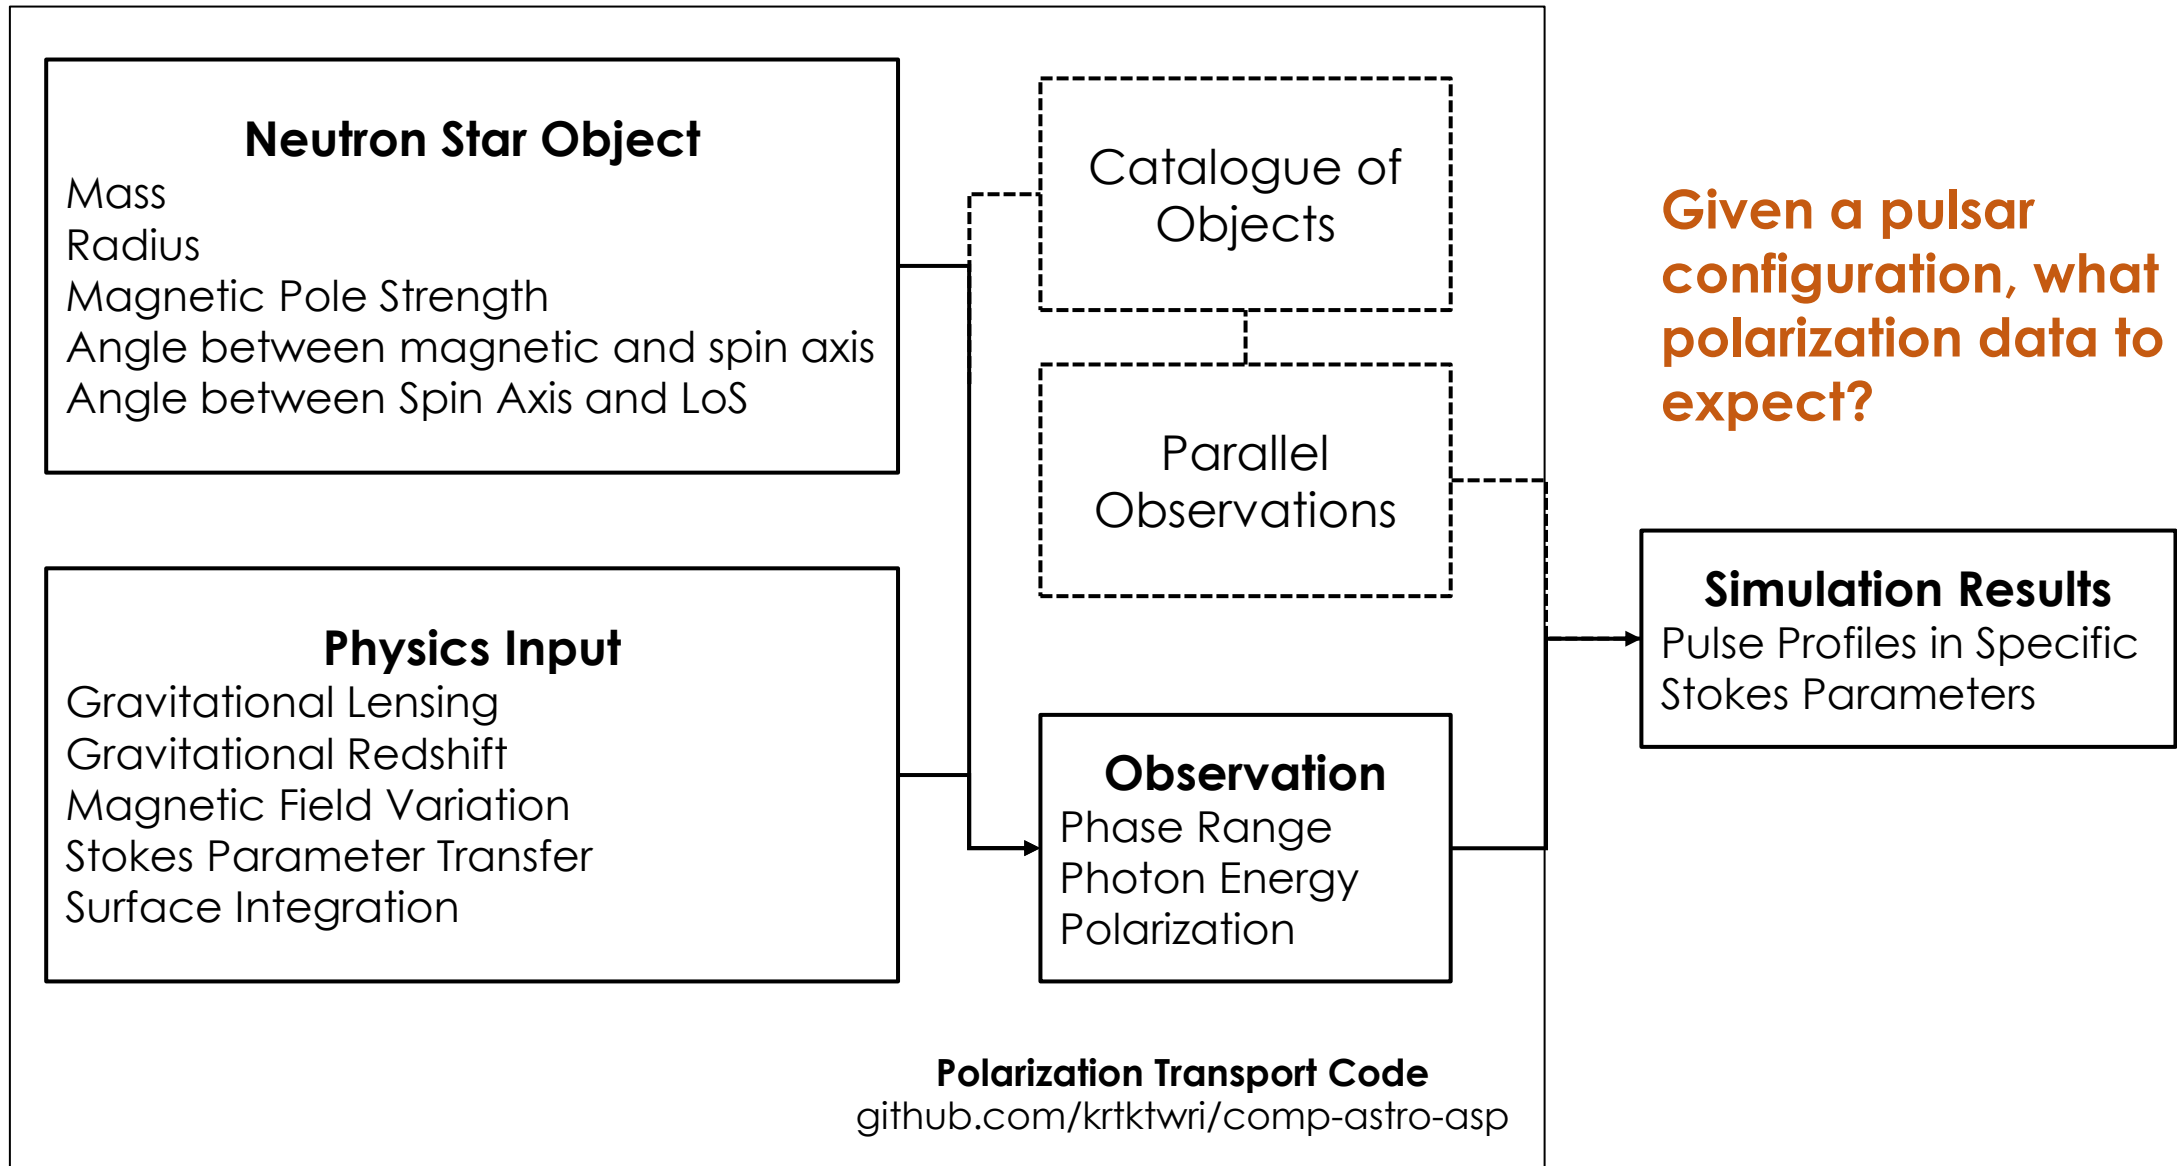 Neutron Star Object
Mass
Radius
Magnetic Pole Strength
Angle between magnetic and spin axis
Angle between Spin Axis and LoS
Physics Input
Gravitational Lensing
Gravitational Redshift
Magnetic Field Variation
Stokes Parameter Transfer
Surface Integration
Catalogue of
Objects
Parallel
Observations
Observation
Phase Range
Photon Energy
Polarization
Polarization Transport Code
github.com/krtktwri/comp-astro-asp
Given a pulsar
configuration, what
polarization data to
expect?
Simulation Results
Pulse Profiles in Specific
Stokes Parameters